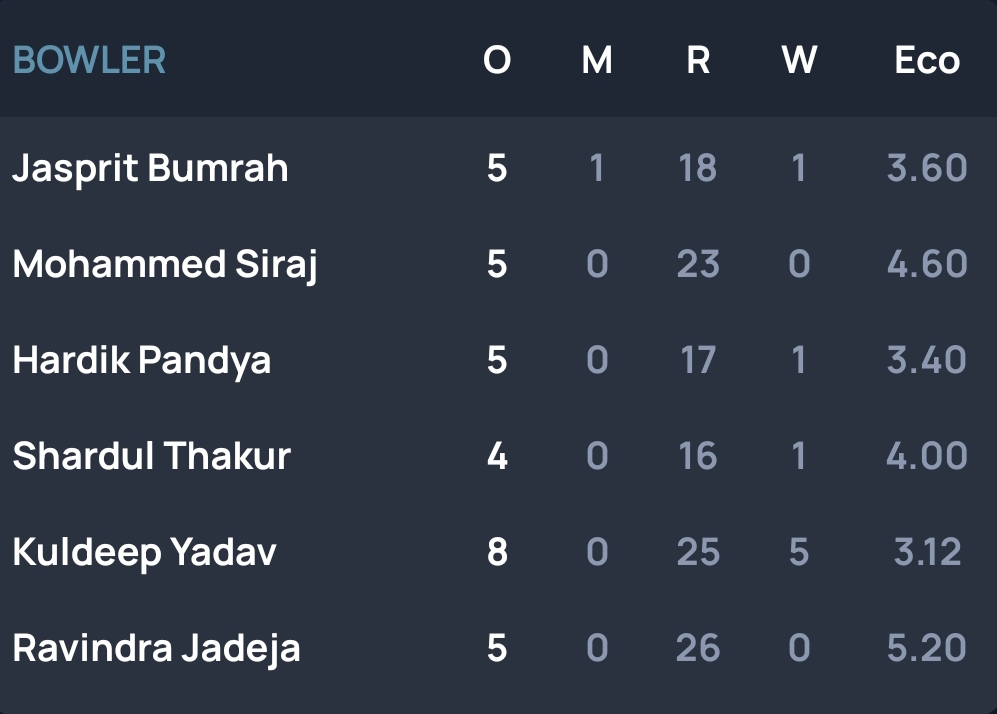 BOWLER O M R W Eco
Jasprit Bumrah 5 1 18 1 3.60
Mohammed Siraj 5 0 23 0 4.60
Hardik Pandya 5 0 17 1 3.40
Shardul Thakur 4 0 16 1 4.00
Kuldeep Yadav 8 0 25 5 3.12
Ravindra Jadeja 5 0 26 0 5.20